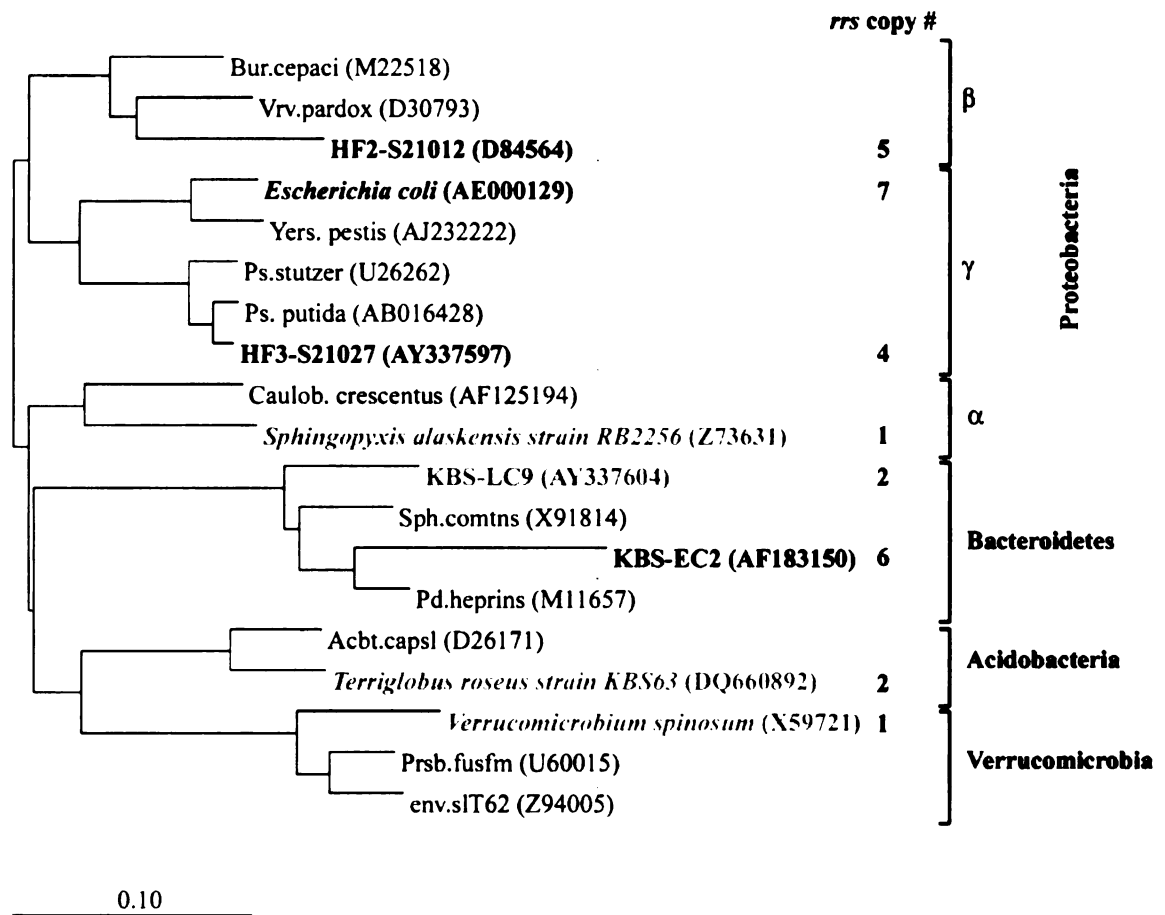 rrs copy #
Bur.cepaci (M22518)
Vrv.pardox (D30793)
HF2-S21012 (D84564) 5
β
Escherichia coli (AE000129) 7
Yers. pestis (AJ232222)
Ps.stutzer (U26262)
Ps. putida (AB016428)
HF3-S21027 (AY337597) 4
γ
Proteobacteria
Caulob. crescentus (AF125194)
Sphingopyxis alaskensis strain RB2256 (Z73631) 1
α
KBS-LC9 (AY337604) 2
Sph.comtns (X91814)
KBS-EC2 (AF183150) 6
Pd.heprins (M11657)
Bacteroidetes
Acbt.capsl (D26171)
Terriglobus roseus strain KBS63 (DQ660892) 2
Acidobacteria
Verrucomicrobium spinosum (X59721) 1
Prsb.fusfm (U60015)
env.slT62 (Z94005)
Verrucomicrobia
0.10